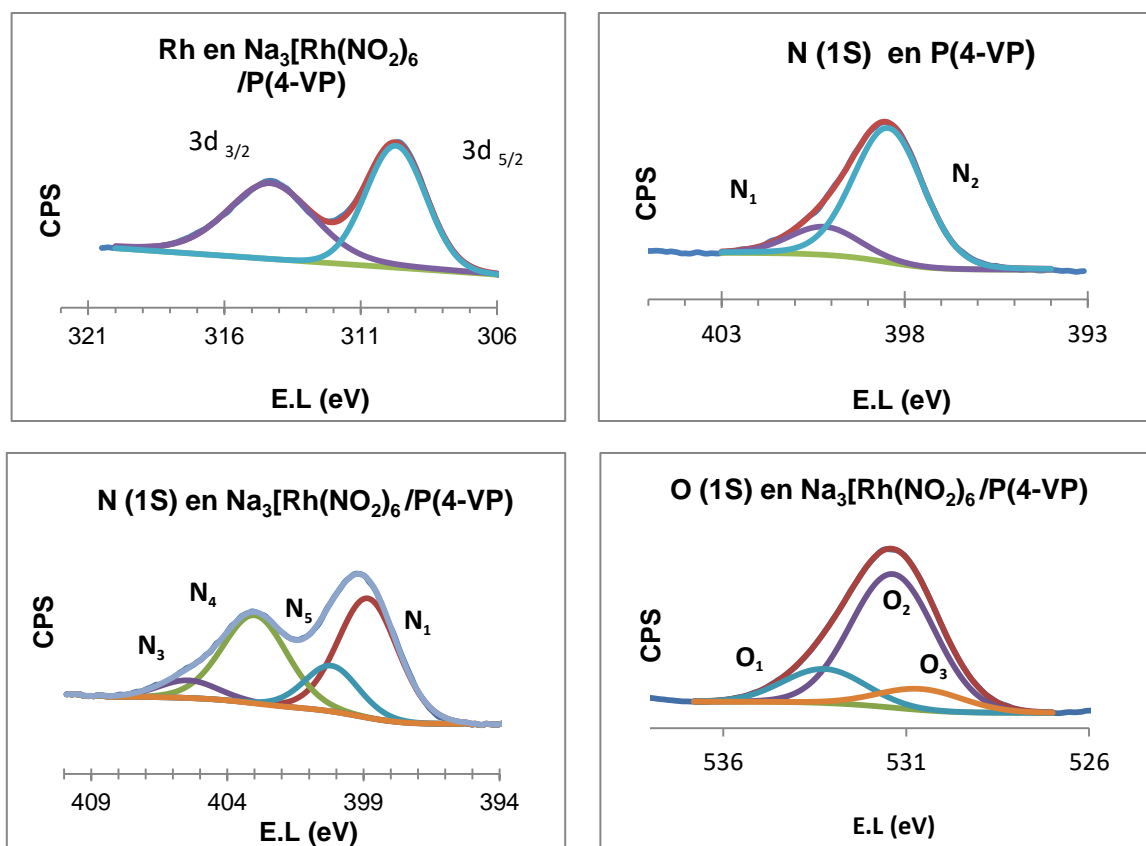 Rh en Na₃[Rh(NO₂)₆
/P(4-VP)
3d ₃/₂
3d ₅/₂
CPS
321
316
311
306
E.L (eV)
N (1S) en P(4-VP)
N₁
N₂
CPS
403
398
393
E.L (eV)
N (1S) en Na₃[Rh(NO₂)₆ /P(4-VP)
N₃
N₄
N₅
N₁
CPS
409
404
399
394
E.L (eV)
O (1S) en Na₃[Rh(NO₂)₆ /P(4-VP)
O₁
O₂
O₃
CPS
536
531
526
E.L (eV)